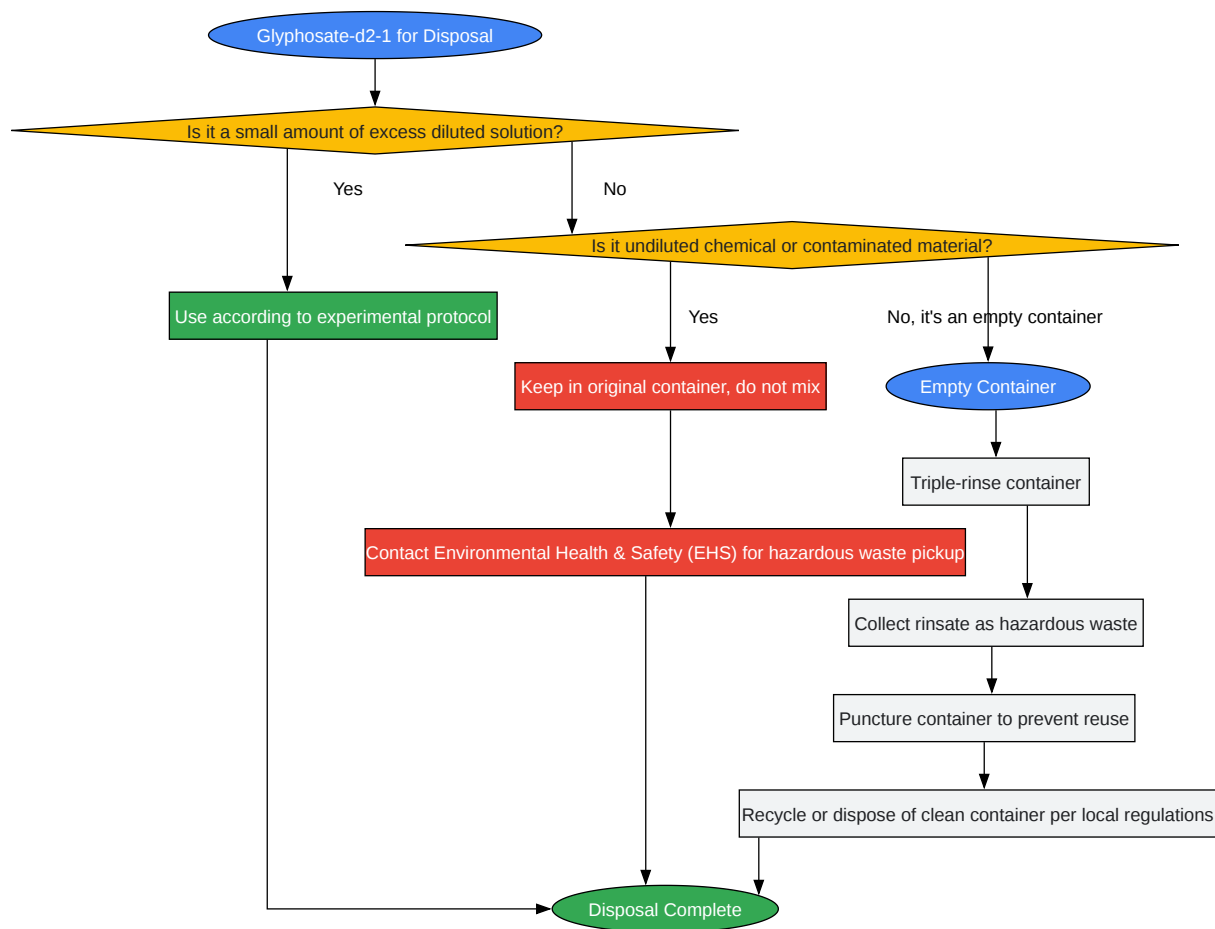 Glyphosate-d2-1 for Disposal
Is it a small amount of excess diluted solution?
Yes
No
Is it undiluted chemical or contaminated material?
Use according to experimental protocol
Yes
No, it's an empty container
Keep in original container, do not mix
Empty Container
Triple-rinse container
Contact Environmental Health & Safety (EHS) for hazardous waste pickup
Collect rinsate as hazardous waste
Puncture container to prevent reuse
Recycle or dispose of clean container per local regulations
Disposal Complete